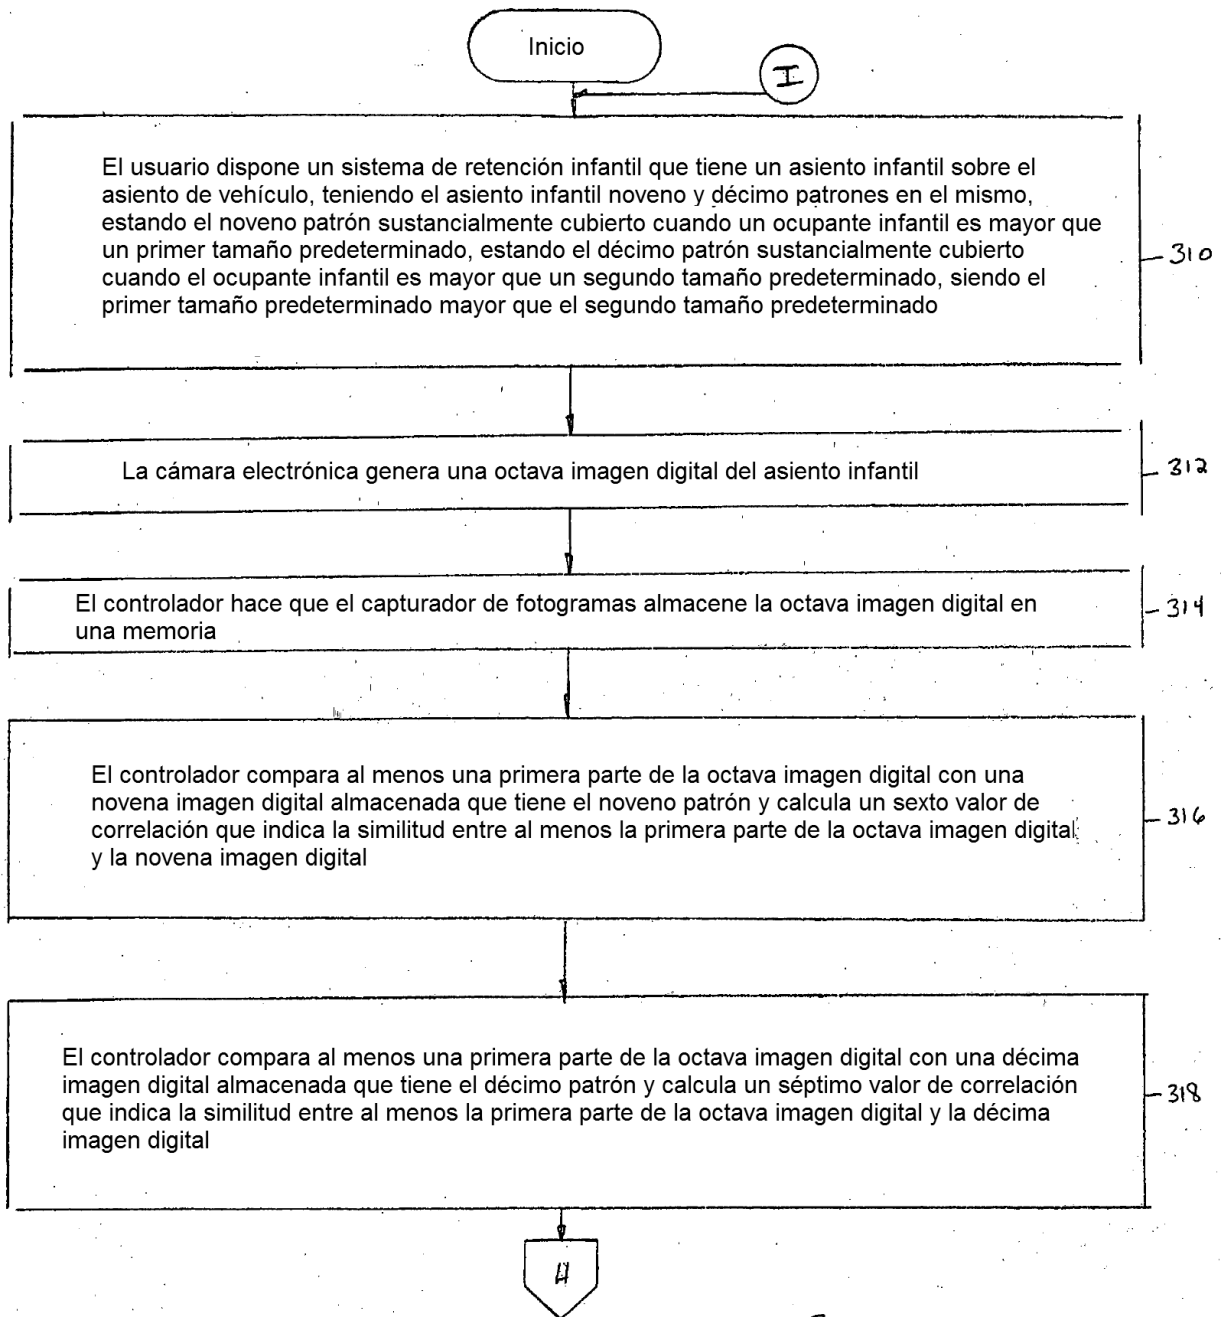 Inicio
I
El usuario dispone un sistema de retención infantil que tiene un asiento infantil sobre el
asiento de vehículo, teniendo el asiento infantil noveno y décimo patrones en el mismo,
estando el noveno patrón sustancialmente cubierto cuando un ocupante infantil es mayor que
un primer tamaño predeterminado, estando el décimo patrón sustancialmente cubierto
cuando el ocupante infantil es mayor que un segundo tamaño predeterminado, siendo el
primer tamaño predeterminado mayor que el segundo tamaño predeterminado
310
La cámara electrónica genera una octava imagen digital del asiento infantil
312
El controlador hace que el capturador de fotogramas almacene la octava imagen digital en
una memoria
314
El controlador compara al menos una primera parte de la octava imagen digital con una
novena imagen digital almacenada que tiene el noveno patrón y calcula un sexto valor de
correlación que indica la similitud entre al menos la primera parte de la octava imagen digital
y la novena imagen digital
316
El controlador compara al menos una primera parte de la octava imagen digital con una décima
imagen digital almacenada que tiene el décimo patrón y calcula un séptimo valor de correlación
que indica la similitud entre al menos la primera parte de la octava imagen digital y la décima
imagen digital
318
H